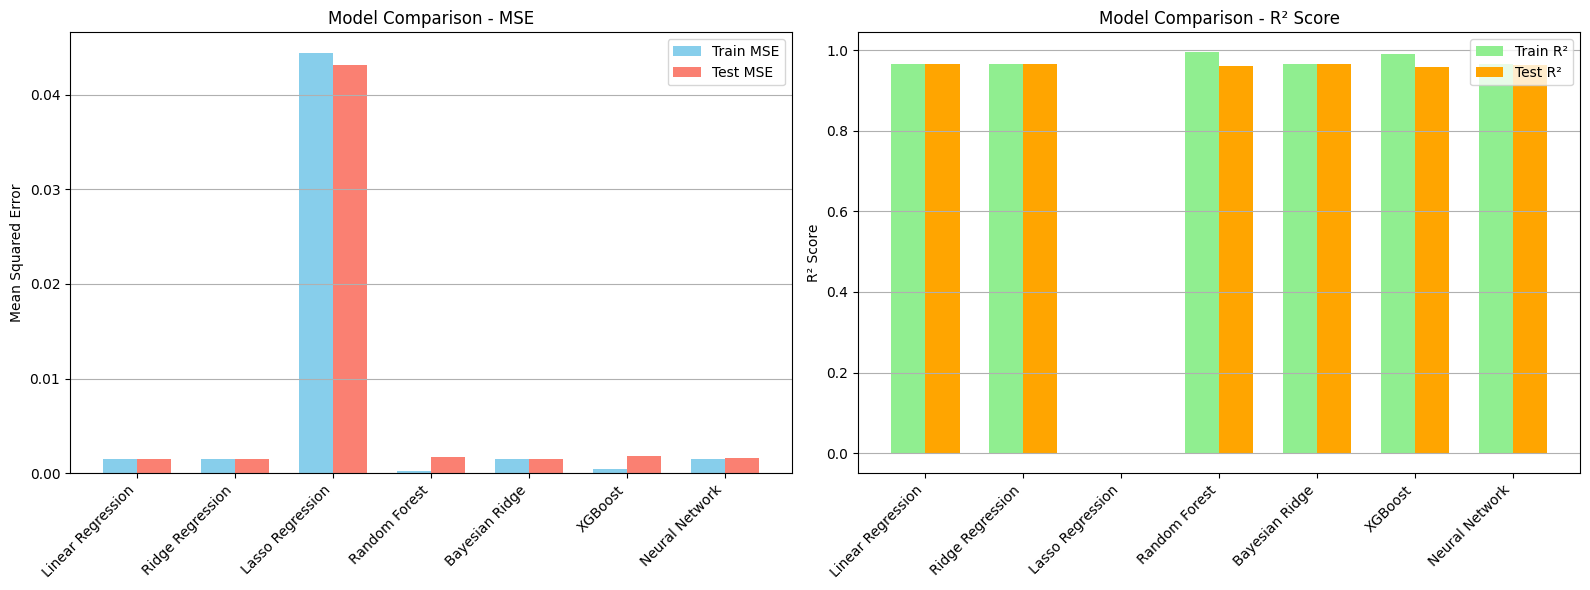 Model Comparison - MSE
Train MSE
Test MSE
Mean Squared Error
0.04
0.03
0.02
0.01
0.00
Linear Regression
Ridge Regression
Lasso Regression
Random Forest
Bayesian Ridge
XGBoost
Neural Network
Model Comparison - R² Score
Train R²
Test R²
R² Score
1.0
0.8
0.6
0.4
0.2
0.0
Linear Regression
Ridge Regression
Lasso Regression
Random Forest
Bayesian Ridge
XGBoost
Neural Network